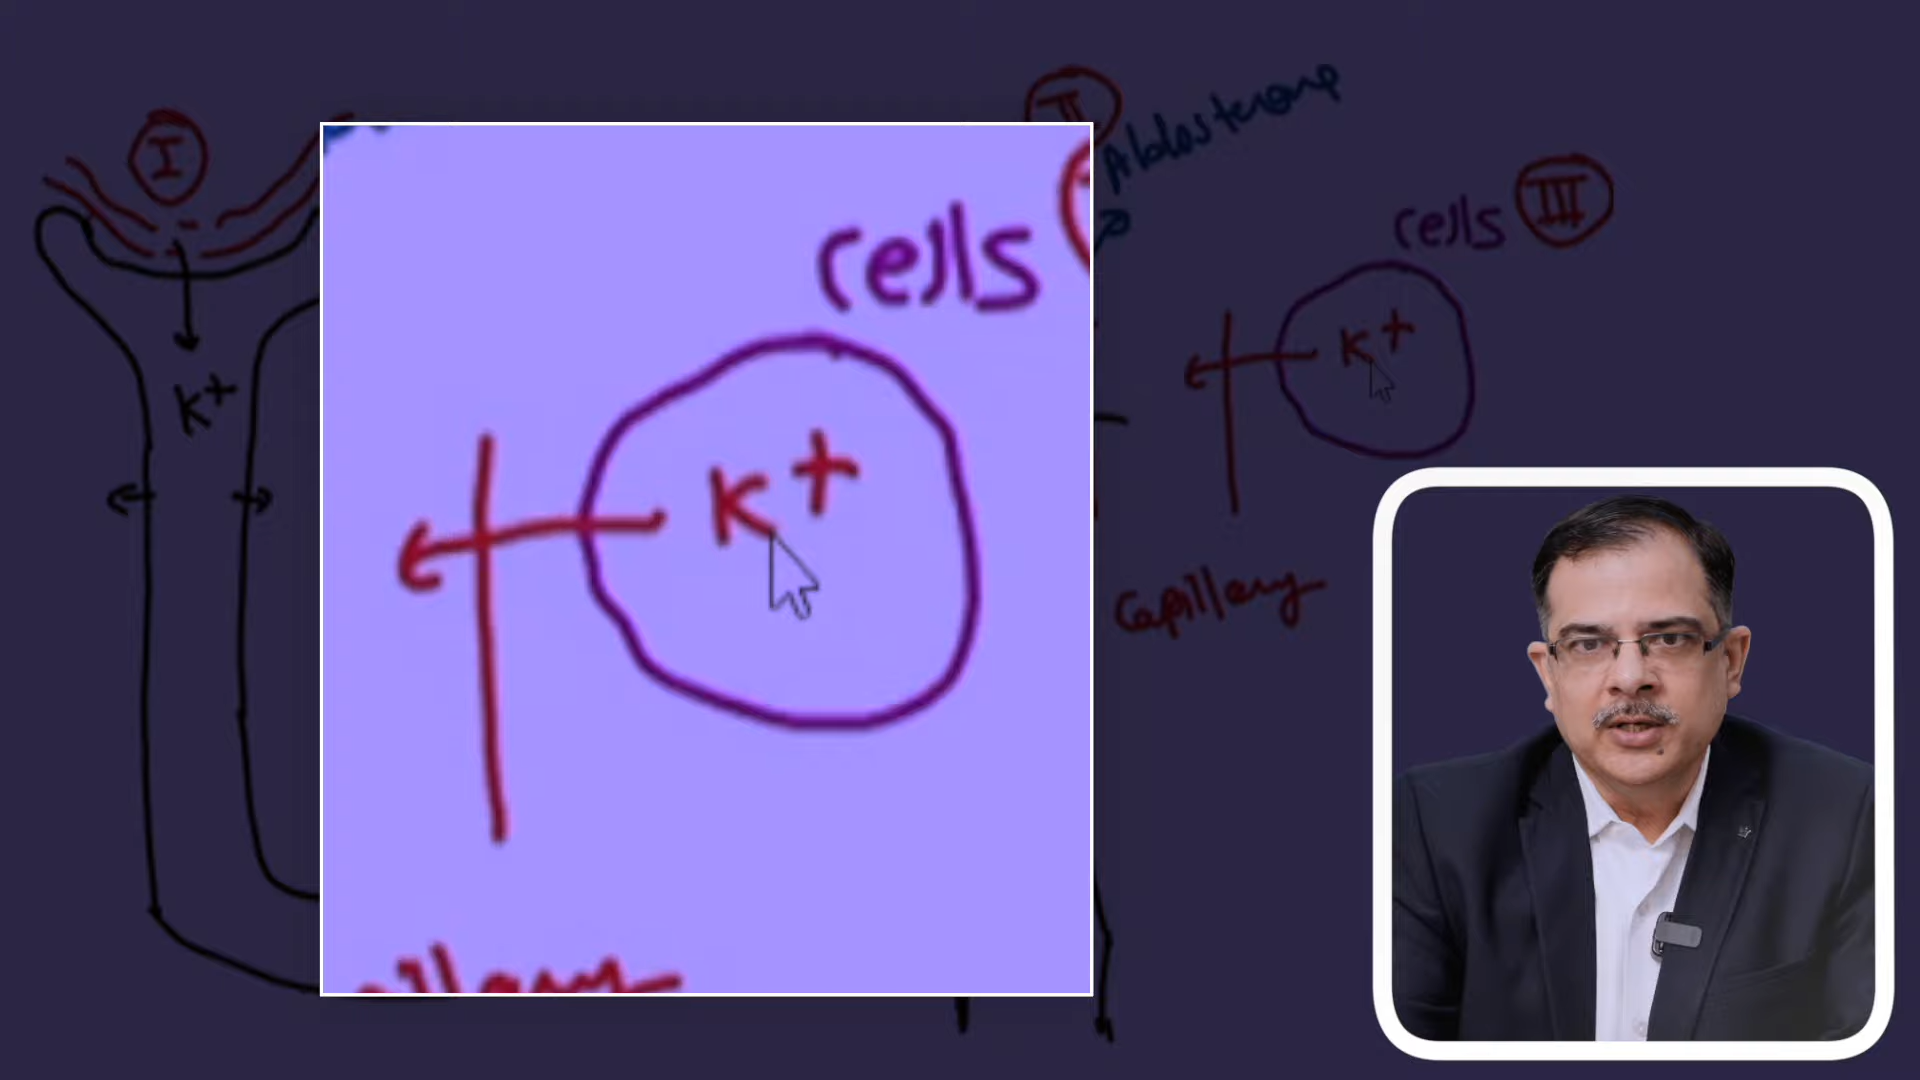 I
K+
cells
K+
II
Aldosterone
cells III
K+
Capillary